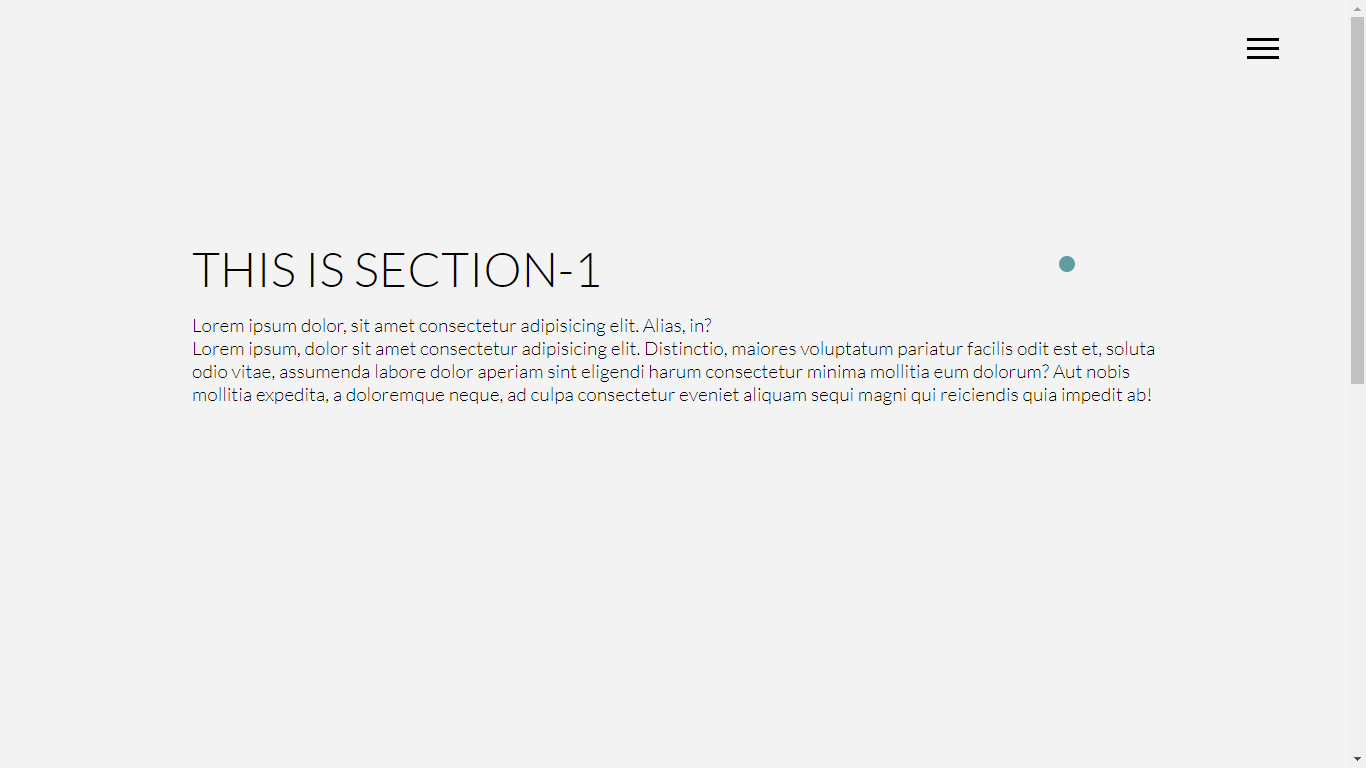 THIS IS SECTION-1
Lorem ipsum dolor, sit amet consectetur adipisicing elit. Alias, in?
Lorem ipsum, dolor sit amet consectetur adipisicing elit. Distinctio, maiores voluptatum pariatur facilis odit est et, soluta
odio vitae, assumenda labore dolor aperiam sint eligendi harum consectetur minima mollitia eum dolorum? Aut nobis
mollitia expedita, a doloremque neque, ad culpa consectetur eveniet aliquam sequi magni qui reiciendis quia impedit ab!